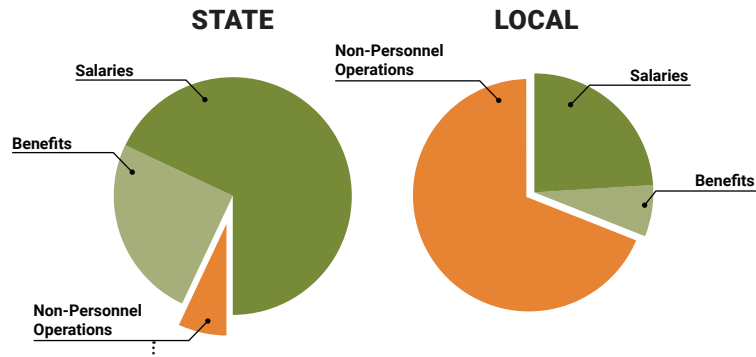 STATE
LOCAL
Salaries
Benefits
Non-Personnel
Operations
Non-Personnel
Operations
Salaries
Benefits